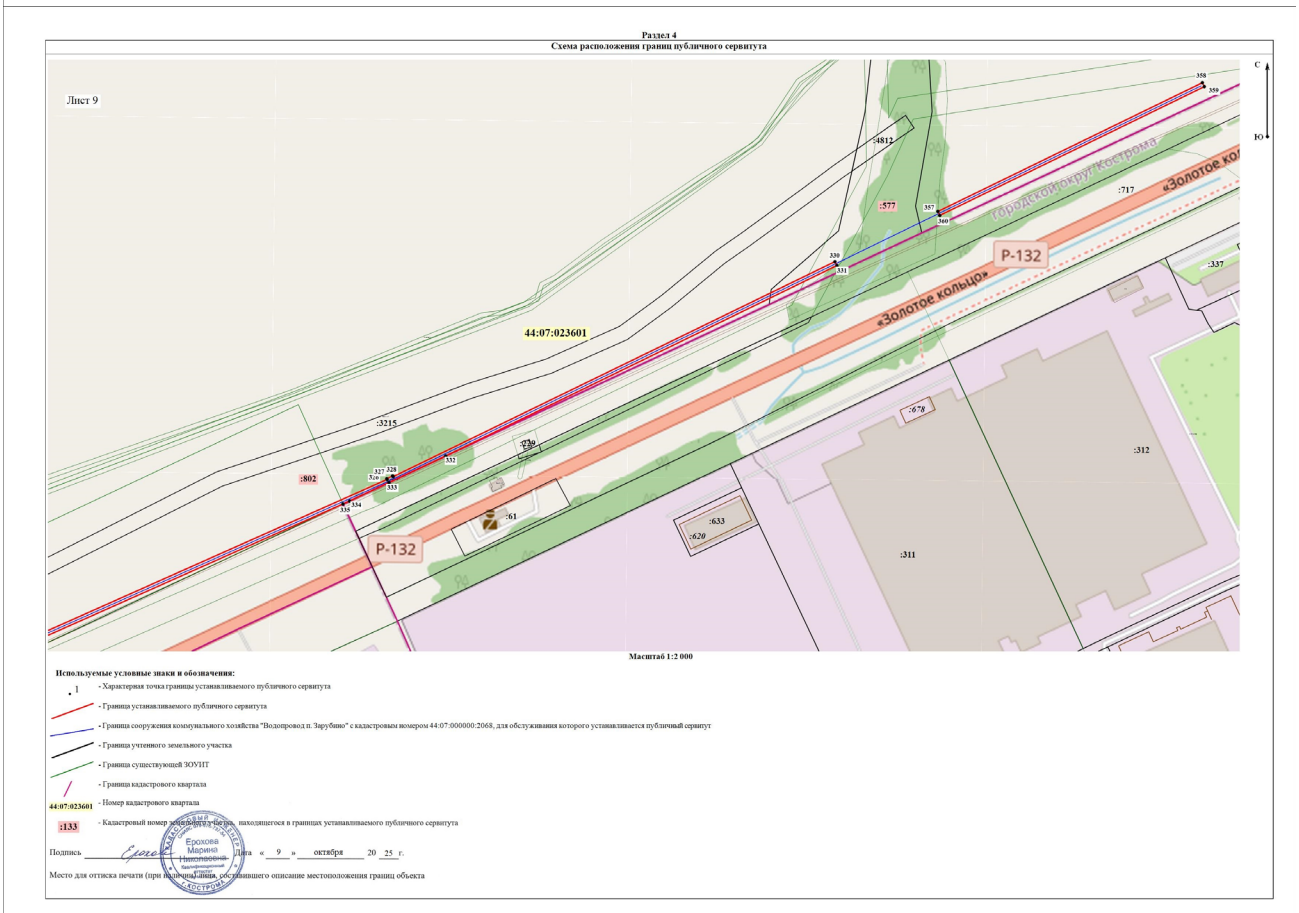 Раздел 4
Схема расположения границ публичного сервитута
С
Ю
Лист 9
358
359
:4812
городской округ Кострома
:717
«Золотое ко
:577
357
360
Р-132
330
331
:337
«Золотое кольцо»
44:07:023601
:3215
:678
:312
332
327 328
333
:802
334
335
:61
:633
:620
Р-132
:311
Масштаб 1:2 000
Используемые условные знаки и обозначения:
. 1 - Характерная точка границы устанавливаемого публичного сервитута
- Граница устанавливаемого публичного сервитута
- Граница сооружения коммунального хозяйства "Водопровод п. Зарубино" с кадастровым номером 44:07:000000:2068, для обслуживания которого устанавливается публичный сервитут
- Граница учтенного земельного участка
- Граница существующей ЗОУИТ
- Граница кадастрового квартала
44:07:023601 - Номер кадастрового квартала
:133 - Кадастровый номер земельного участка, находящегося в границах устанавливаемого публичного сервитута
КАДАСТРОВЫЙ ИНЖЕНЕР
Ерохова
Марина
Николаевна
Квалификационный
аттестат
г. КОСТРОМА
Подпись Дата « 9 » октября 20 25 г.
Место для оттиска печати (при наличии) лица, составившего описание местоположения границ объекта